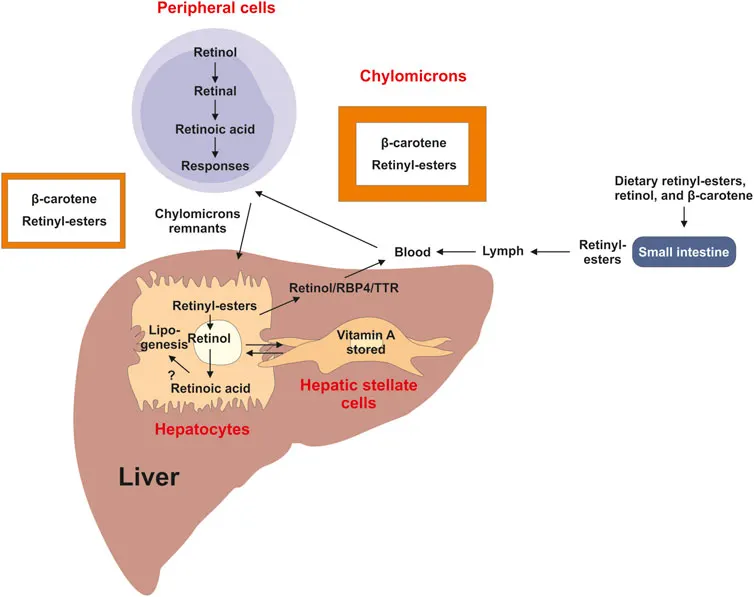 Peripheral cells
Retinol
Retinal
Retinoic acid
Responses
Chylomicrons
β-carotene
Retinyl-esters
β-carotene
Retinyl-esters
Chylomicrons
remnants
Dietary retinyl-esters,
retinol, and β-carotene
Small intestine
Retinyl-
esters
Lymph
Blood
Retinol/RBP4/TTR
Retinyl-esters
Lipo-
genesis
Retinol
?
Retinoic acid
Vitamin A
stored
Hepatic stellate
cells
Hepatocytes
Liver